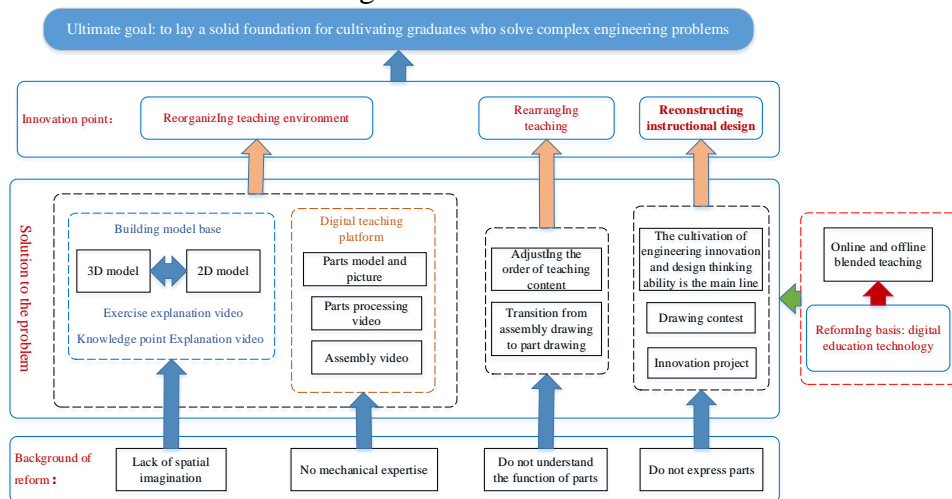 Ultimate goal: to lay a solid foundation for cultivating graduates who solve complex engineering problems
Innovation point:
ReorganizIng teaching environment
RearrangIng
teaching
Reconstructing
instructional design
Solution to the problem
Building model base
3D model
2D model
Exercise explanation video
Knowledge point Explanation video
Digital teaching
platform
Parts model and
picture
Parts processing
video
Assembly video
AdjustIng the
order of teaching
content
Transition from
assembly drawing
to part drawing
The cultivation of
engineering innovation
and design thinking
ability is the main line
Drawing contest
Innovation project
Online and offline
blended teaching
ReformIng basis: digital
education technology
Background of
reform:
Lack of spatial
imagination
No mechanical expertise
Do not understand
the function of parts
Do not express parts